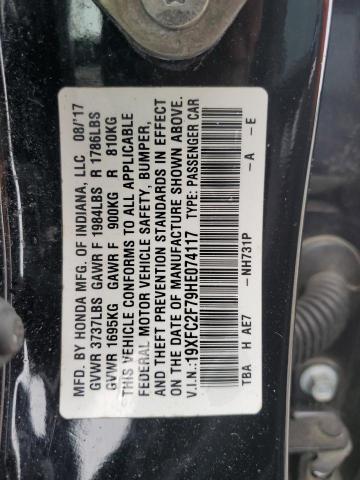 MFD. BY HONDA MFG. OF INDIANA, LLC 08/'17
GVWR 3737LBS GAWR F 1984LBS R 1786LBS
GVWR 1695KG GAWR F 900KG R 810KG
THIS VEHICLE CONFORMS TO ALL APPLICABLE
FEDERAL MOTOR VEHICLE SAFETY, BUMPER,
AND THEFT PREVENTION STANDARDS IN EFFECT
ON THE DATE OF MANUFACTURE SHOWN ABOVE.
V.I.N.: 19XFC2F79HE074117 TYPE: PASSENGER CAR
TBA H AE7 -NH731P -A -E